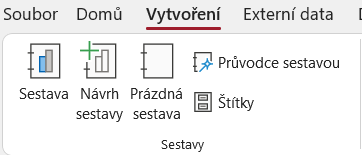 Soubor Domů Vytvoření Externí data
Sestava
Návrh sestavy
Prázdná sestava
Průvodce sestavou
Štítky
Sestavy